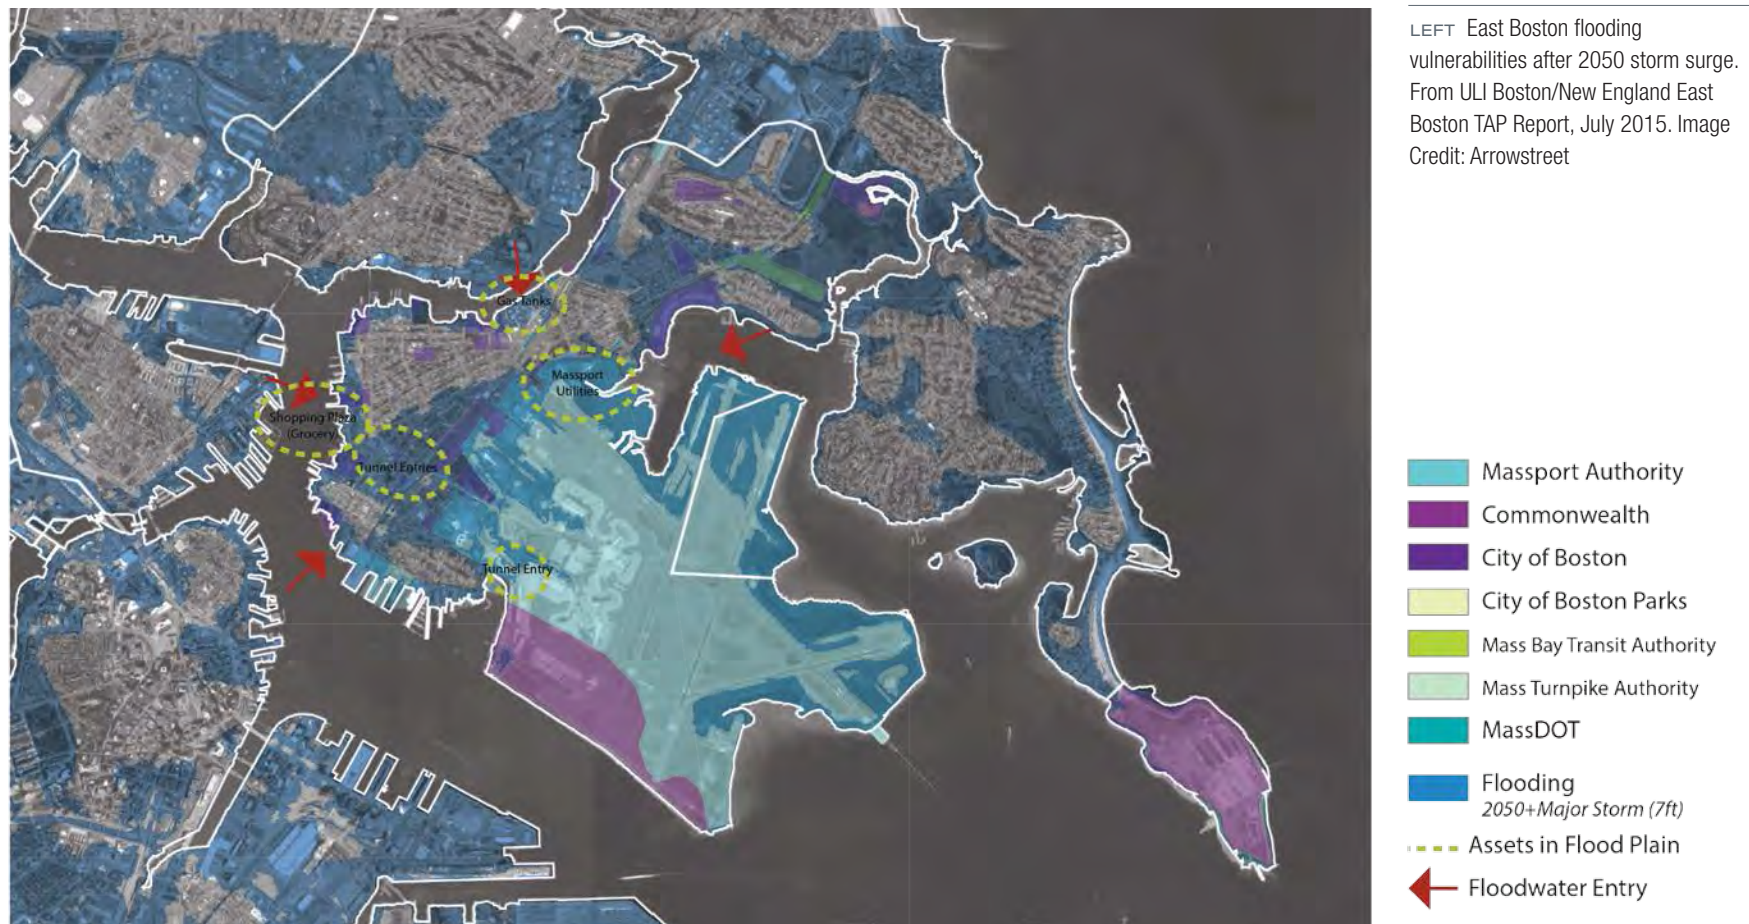 LEFT East Boston flooding
vulnerabilities after 2050 storm surge.
From ULI Boston/New England East
Boston TAP Report, July 2015. Image
Credit: Arrowstreet
Gas Tanks
Massport
Utilities
Shopping Plaza
(Grocery)
Tunnel Entries
Tunnel Entry
Massport Authority
Commonwealth
City of Boston
City of Boston Parks
Mass Bay Transit Authority
Mass Turnpike Authority
MassDOT
Flooding
2050+Major Storm (7ft)
Assets in Flood Plain
Floodwater Entry